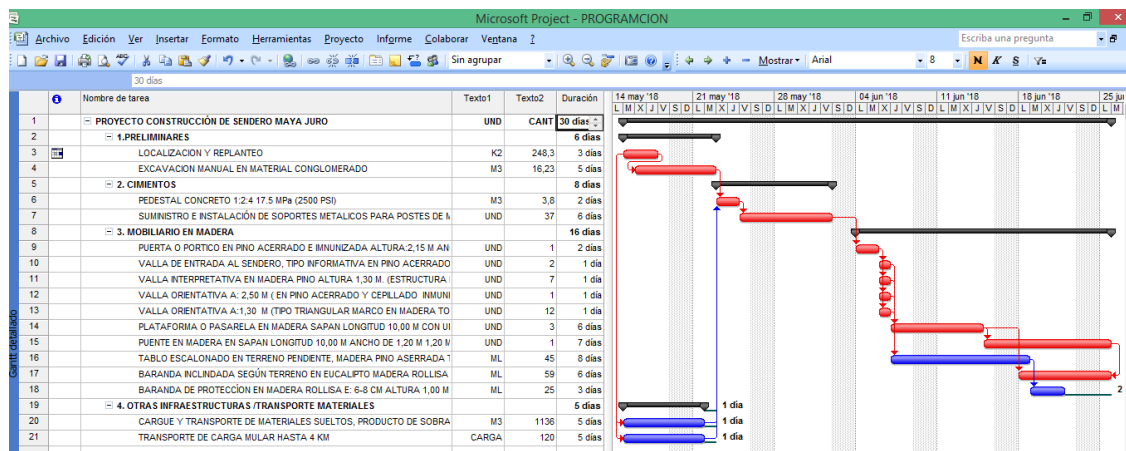 Microsoft Project - PROGRAMCION
Archivo Edición Ver Insertar Formato Herramientas Proyecto Informe Colaborar Ventana ? Escriba una pregunta
Sin agrupar Mostrar Arial 8 N K S
30 días
Nombre de tarea Texto1 Texto2 Duración 14 may '18 21 may '18 28 may '18 04 jun '18 11 jun '18 18 jun '18 25 ju
L M X J V S D L M X J V S D L M X J V S D L M X J V S D L M X J V S D L M X J V S D L M
1 PROYECTO CONSTRUCCIÓN DE SENDERO MAYA JURO UND CANT 30 días
2 1.PRELIMINARES 6 días
3 LOCALIZACION Y REPLANTEO K2 248,3 3 días
4 EXCAVACION MANUAL EN MATERIAL CONGLOMERADO M3 16,23 5 días
5 2. CIMIENTOS 8 días
6 PEDESTAL CONCRETO 1:2:4 17.5 MPa (2500 PSI) M3 3,8 2 días
7 SUMINISTRO E INSTALACIÓN DE SOPORTES METALICOS PARA POSTES DE M UND 37 6 días
8 3. MOBILIARIO EN MADERA 16 días
9 PUERTA O PORTICO EN PINO ACERRADO E IMNUNIZADA ALTURA:2,15 M AN UND 1 2 días
10 VALLA DE ENTRADA AL SENDERO, TIPO INFORMATIVA EN PINO ACERRADO UND 2 1 día
11 VALLA INTERPRETATIVA EN MADERA PINO ALTURA 1,30 M. (ESTRUCTURA UND 7 1 día
12 VALLA ORIENTATIVA A: 2,50 M ( EN PINO ACERRADO Y CEPILLADO INMUNI UND 1 1 día
13 VALLA ORIENTATIVA A:1,30 M (TIPO TRIANGULAR MARCO EN MADERA TO UND 12 1 día
14 PLATAFORMA O PASARELA EN MADERA SAPAN LONGITUD 10,00 M CON UI UND 3 6 días
15 PUENTE EN MADERA EN SAPAN LONGITUD 10,00 M ANCHO DE 1,20 M 1,20 M UND 1 7 días
16 TABLO ESCALONADO EN TERRENO PENDIENTE, MADERA PINO ASERRADA T ML 45 8 días
17 BARANDA INCLINDADA SEGÚN TERRENO EN EUCALIPTO MADERA ROLLISA ML 59 6 días
18 BARANDA DE PROTECCÍON EN MADERA ROLLISA E: 6-8 CM ALTURA 1,00 M ML 25 3 días 2
19 4. OTRAS INFRAESTRUCTURAS /TRANSPORTE MATERIALES 5 días 1 día
20 CARGUE Y TRANSPORTE DE MATERIALES SUELTOS, PRODUCTO DE SOBRA M3 1136 5 días 1 día
21 TRANSPORTE DE CARGA MULAR HASTA 4 KM CARGA 120 5 días 1 día
Gantt detallado